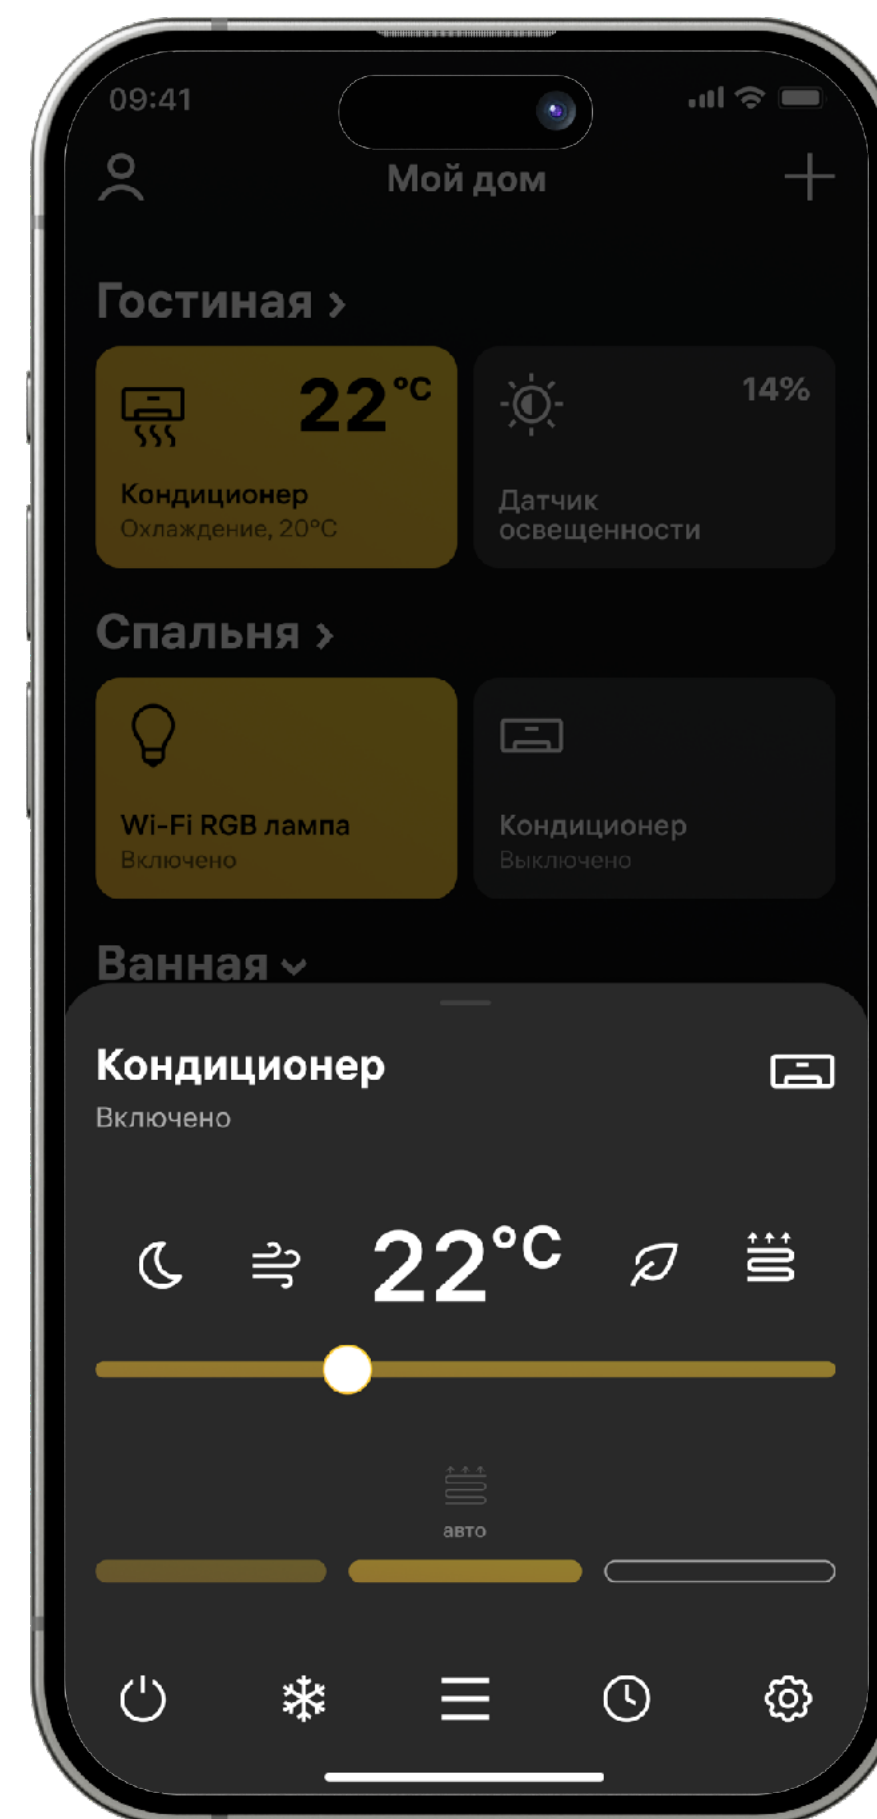 09:41
Мой дом
Гостиная
22°C
14%
Кондиционер
Охлаждение, 20°C
Датчик
освещенности
Спальня
Wi-Fi RGB лампа
Включено
Кондиционер
Выключено
Ванная
Кондиционер
Включено
22°C
авто